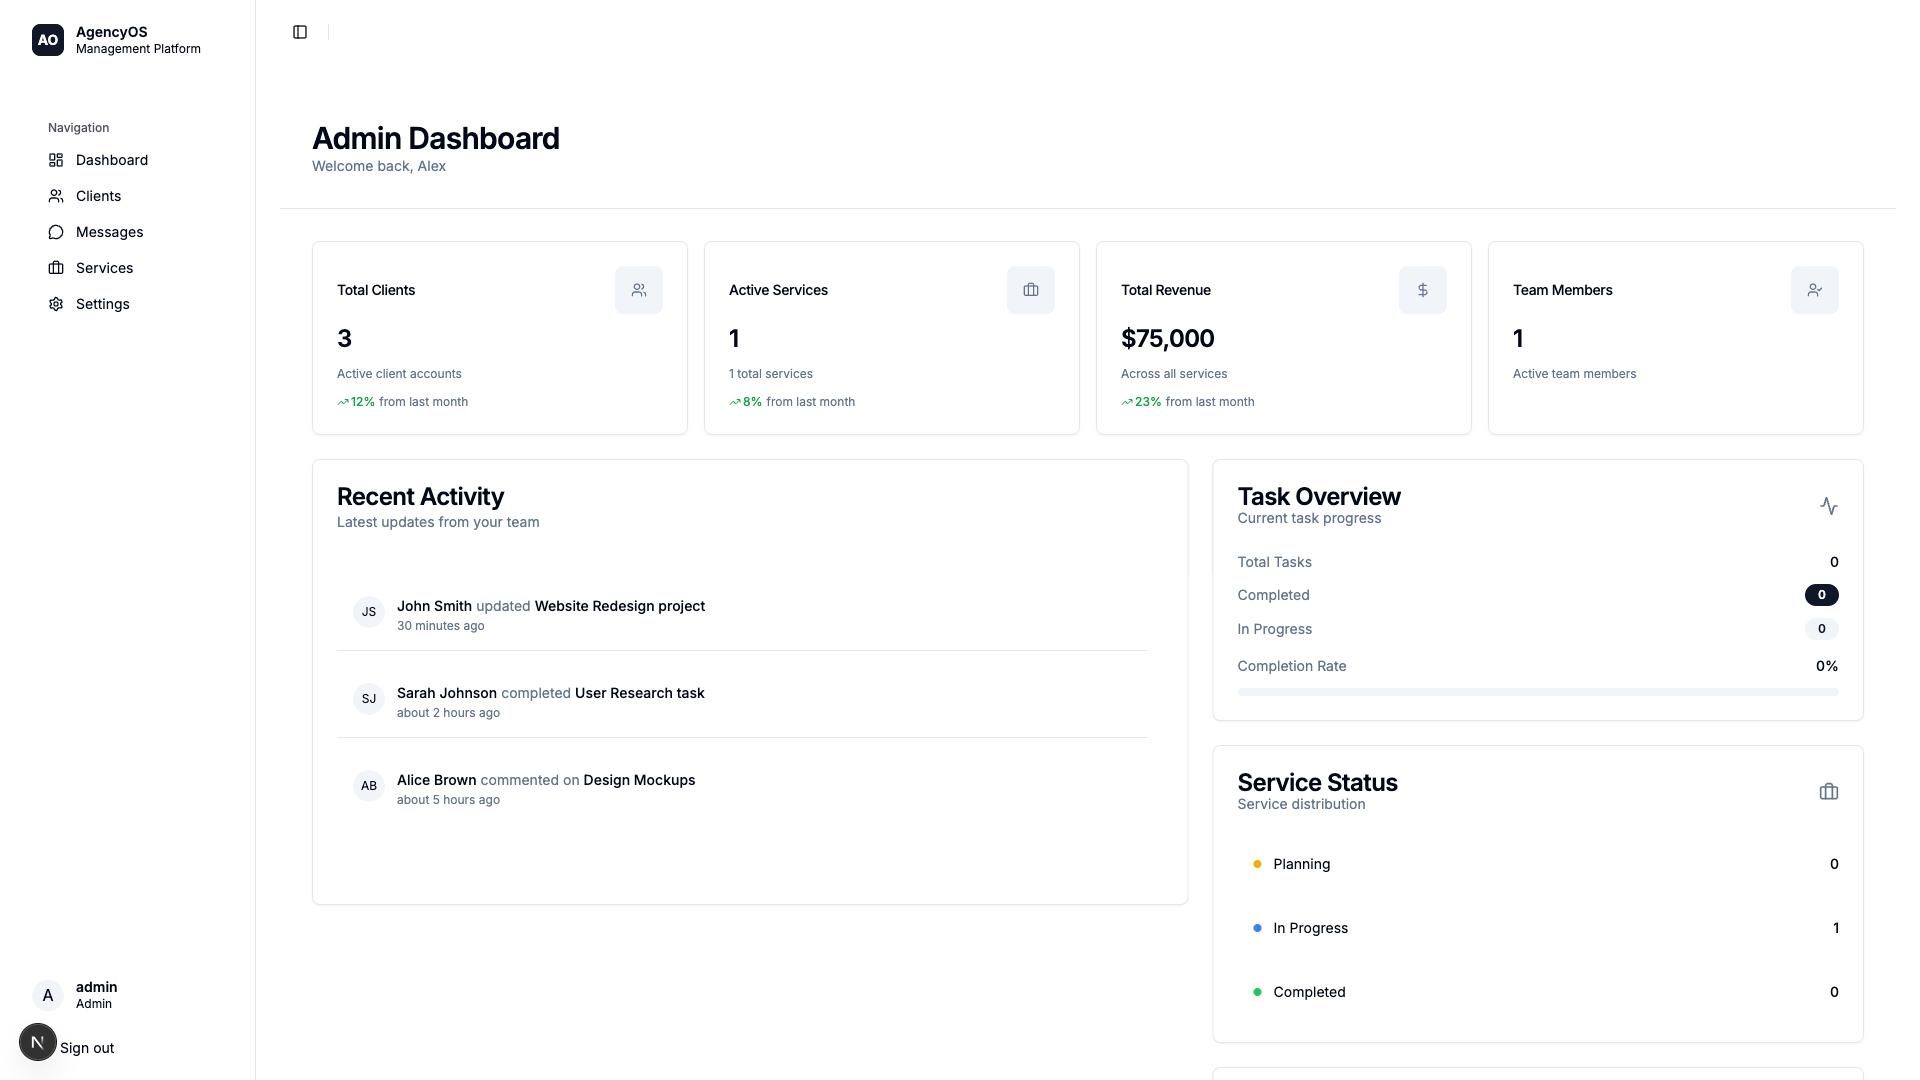 AO
AgencyOS
Management Platform
Navigation
Dashboard
Clients
Messages
Services
Settings
A
admin
Admin
N
Sign out
Admin Dashboard
Welcome back, Alex
Total Clients
3
Active client accounts
12% from last month
Active Services
1
1 total services
8% from last month
Total Revenue
$75,000
Across all services
23% from last month
Team Members
1
Active team members
Recent Activity
Latest updates from your team
JS
John Smith updated Website Redesign project
30 minutes ago
SJ
Sarah Johnson completed User Research task
about 2 hours ago
AB
Alice Brown commented on Design Mockups
about 5 hours ago
Task Overview
Current task progress
Total Tasks 0
Completed 0
In Progress 0
Completion Rate 0%
Service Status
Service distribution
Planning 0
In Progress 1
Completed 0